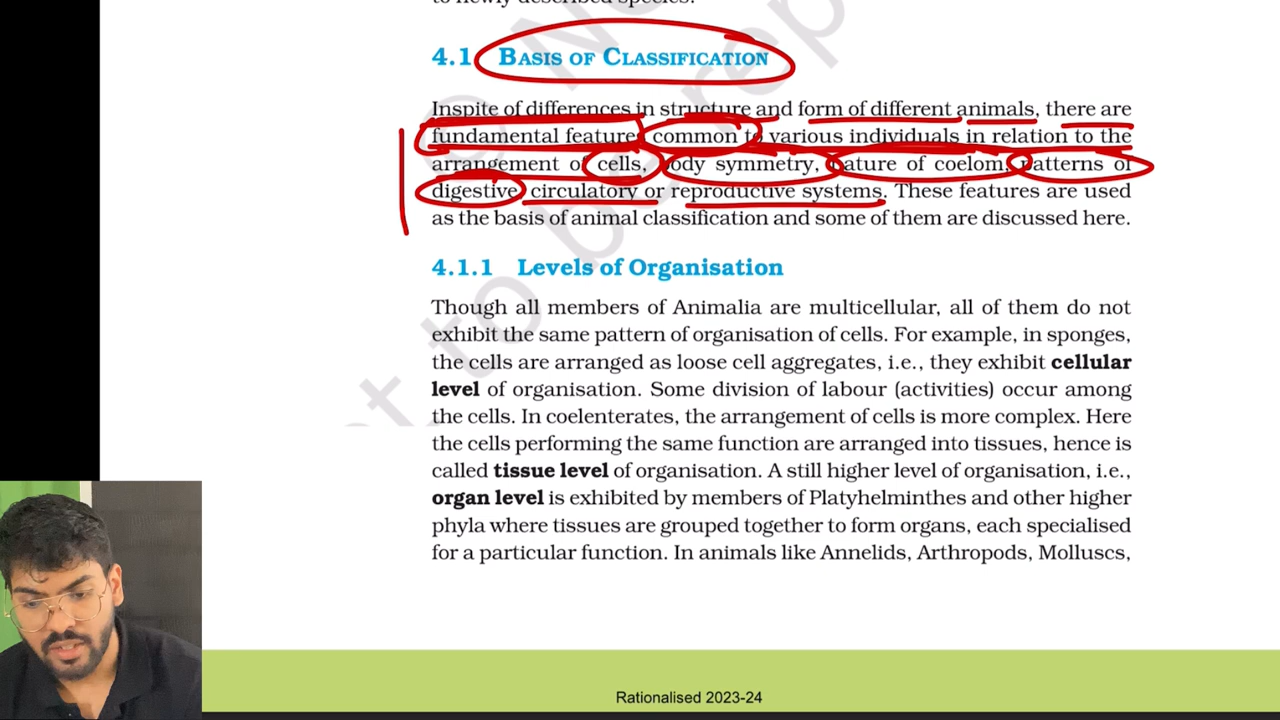 to newly described species.
4.1 BASIS OF CLASSIFICATION
Inspite of differences in structure and form of different animals, there are
fundamental features common to various individuals in relation to the
arrangement of cells, body symmetry, nature of coelom, patterns of
digestive, circulatory or reproductive systems. These features are used
as the basis of animal classification and some of them are discussed here.
4.1.1 Levels of Organisation
Though all members of Animalia are multicellular, all of them do not
exhibit the same pattern of organisation of cells. For example, in sponges,
the cells are arranged as loose cell aggregates, i.e., they exhibit cellular
level of organisation. Some division of labour (activities) occur among
the cells. In coelenterates, the arrangement of cells is more complex. Here
the cells performing the same function are arranged into tissues, hence is
called tissue level of organisation. A still higher level of organisation, i.e.,
organ level is exhibited by members of Platyhelminthes and other higher
phyla where tissues are grouped together to form organs, each specialised
for a particular function. In animals like Annelids, Arthropods, Molluscs,
Rationalised 2023-24